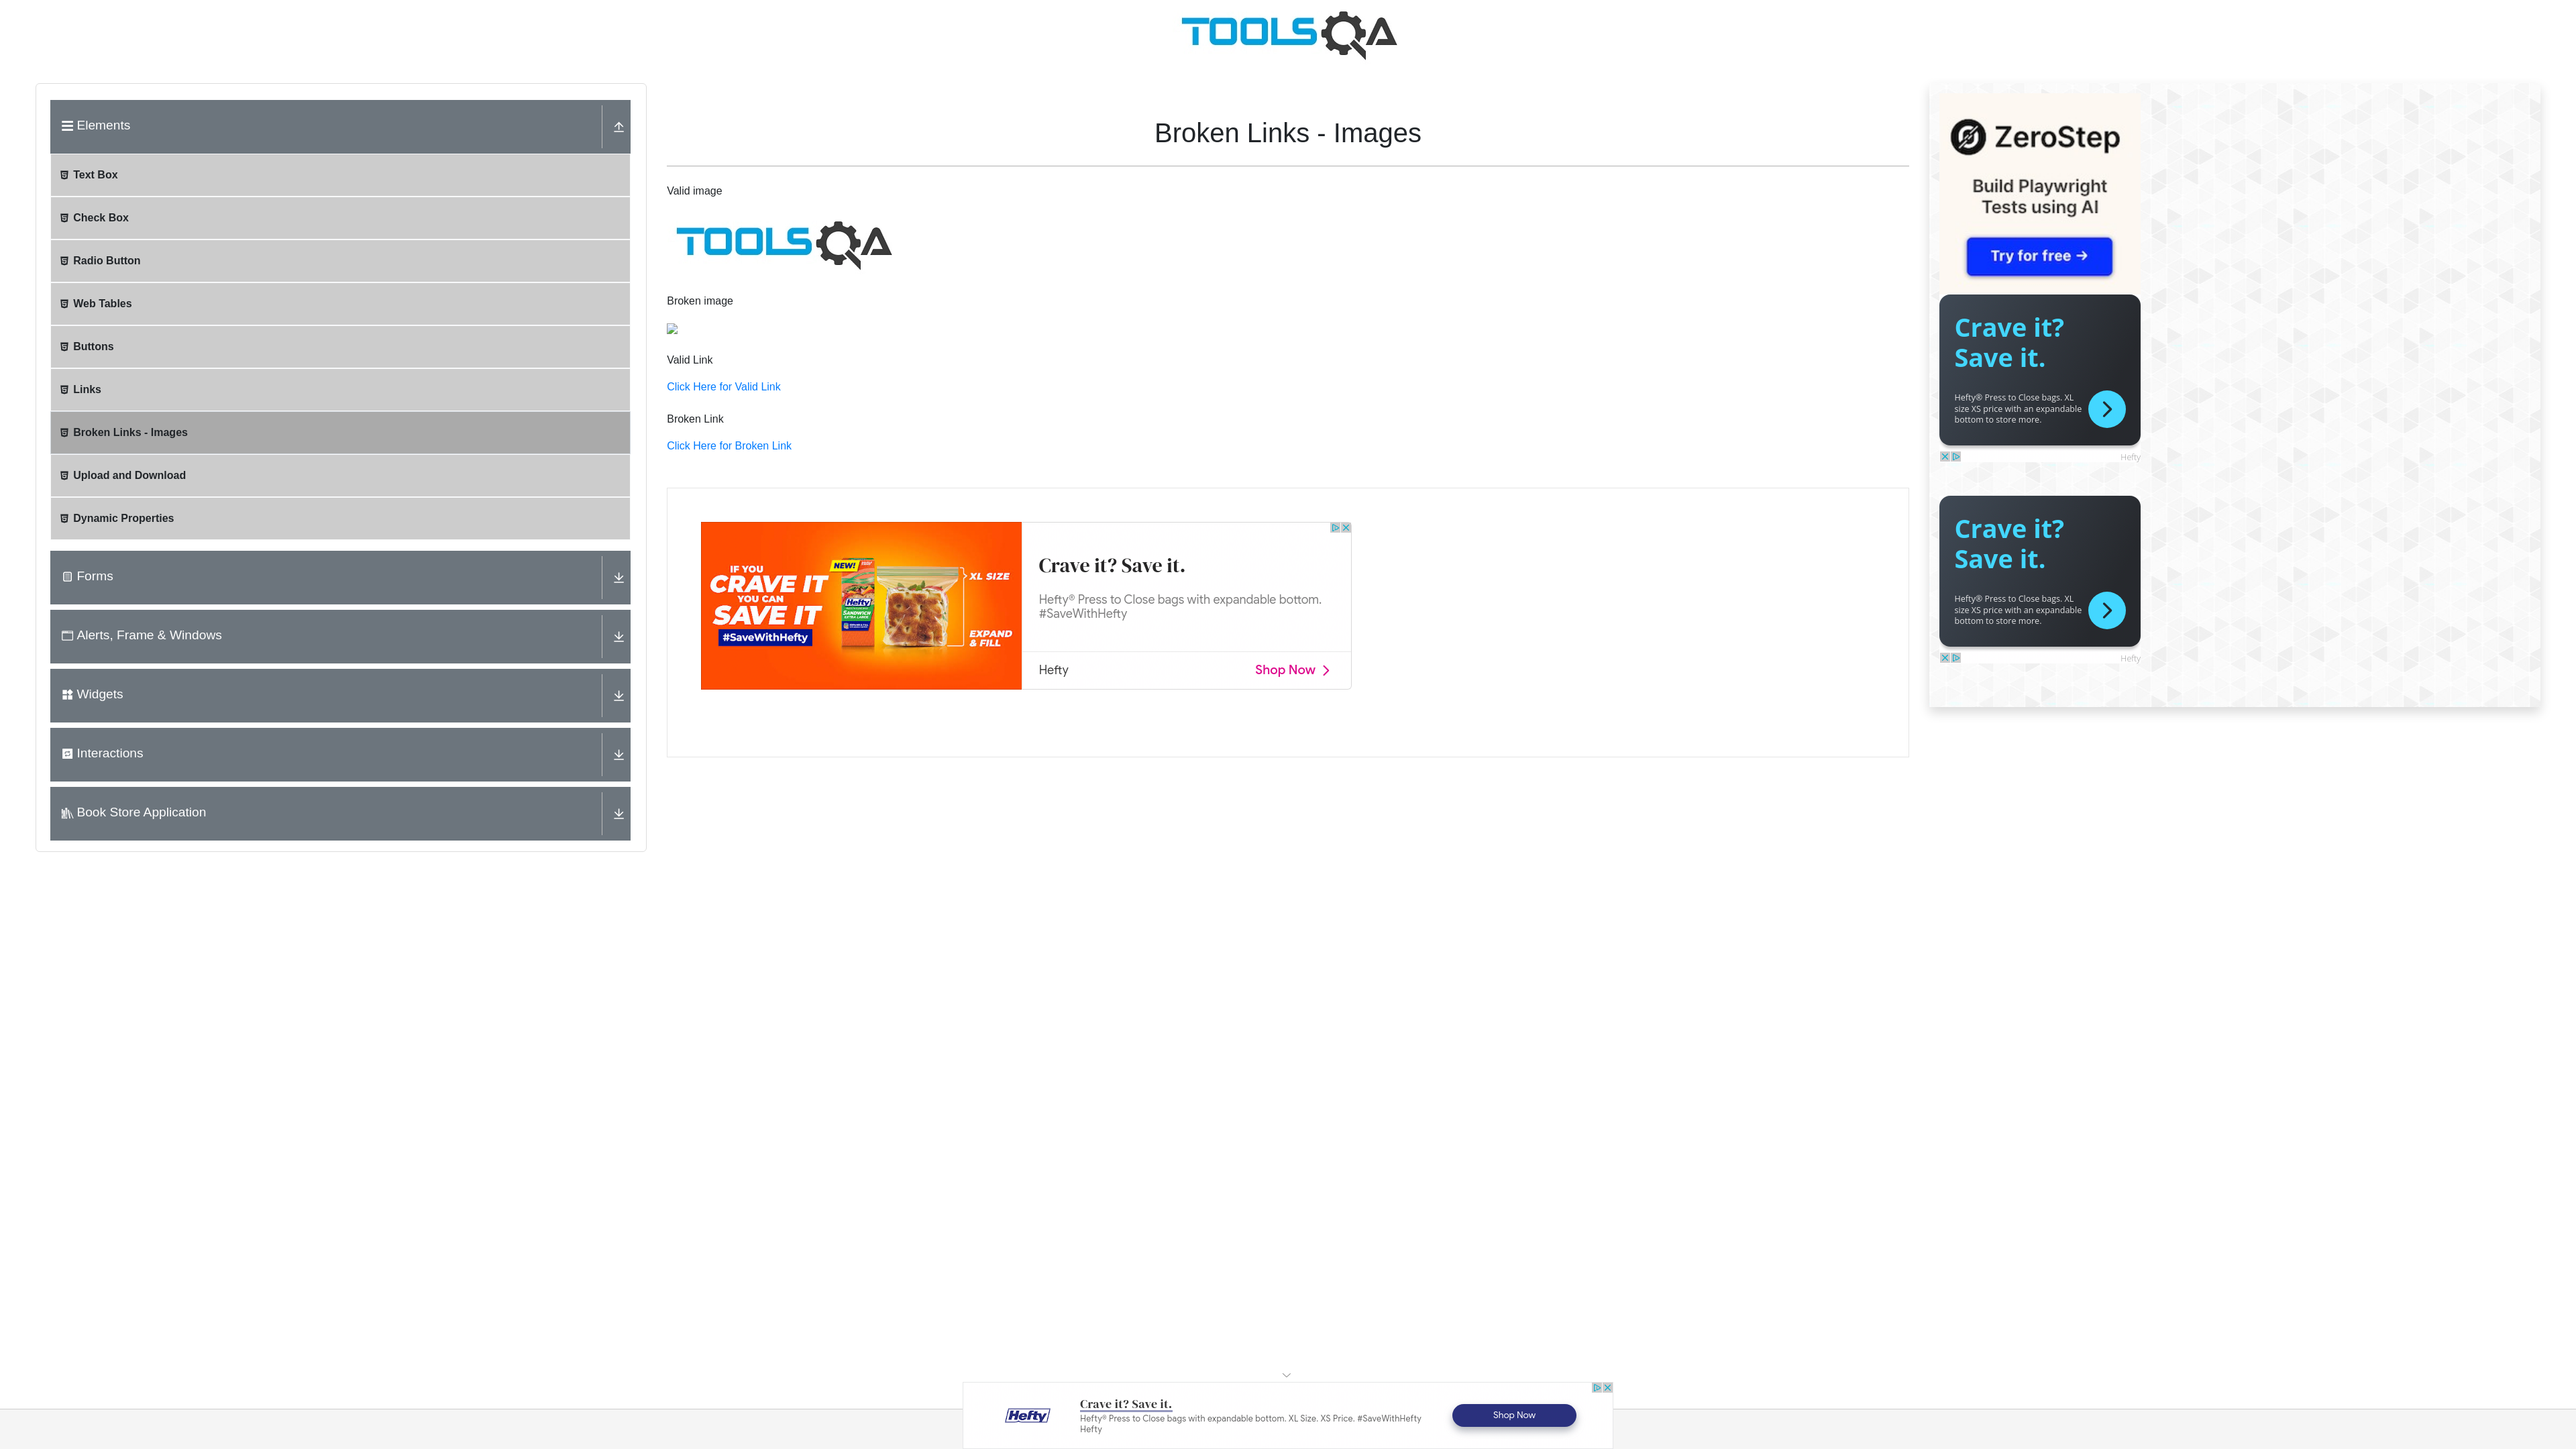 TOOLSQA
Elements
Text Box
Check Box
Radio Button
Web Tables
Buttons
Links
Broken Links - Images
Upload and Download
Dynamic Properties
Forms
Alerts, Frame & Windows
Widgets
Interactions
Book Store Application
Broken Links - Images
Valid image
TOOLSQA
Broken image
Valid Link
Click Here for Valid Link
Broken Link
Click Here for Broken Link
IF YOU
CRAVE IT
YOU CAN
SAVE IT
#SaveWithHefty
NEW!
Hefty
SANDWICH
XL SIZE
EXPAND
& FILL
Crave it? Save it.
Hefty® Press to Close bags with expandable bottom.
#SaveWithHefty
Hefty
Shop Now
ZeroStep
Build Playwright
Tests using AI
Try for free →
Crave it?
Save it.
Hefty® Press to Close bags. XL
size XS price with an expandable
bottom to store more.
Hefty
Crave it?
Save it.
Hefty® Press to Close bags. XL
size XS price with an expandable
bottom to store more.
Hefty
Hefty
Crave it? Save it.
Hefty® Press to Close bags with expandable bottom. XL Size. XS Price. #SaveWithHefty
Hefty
Shop Now